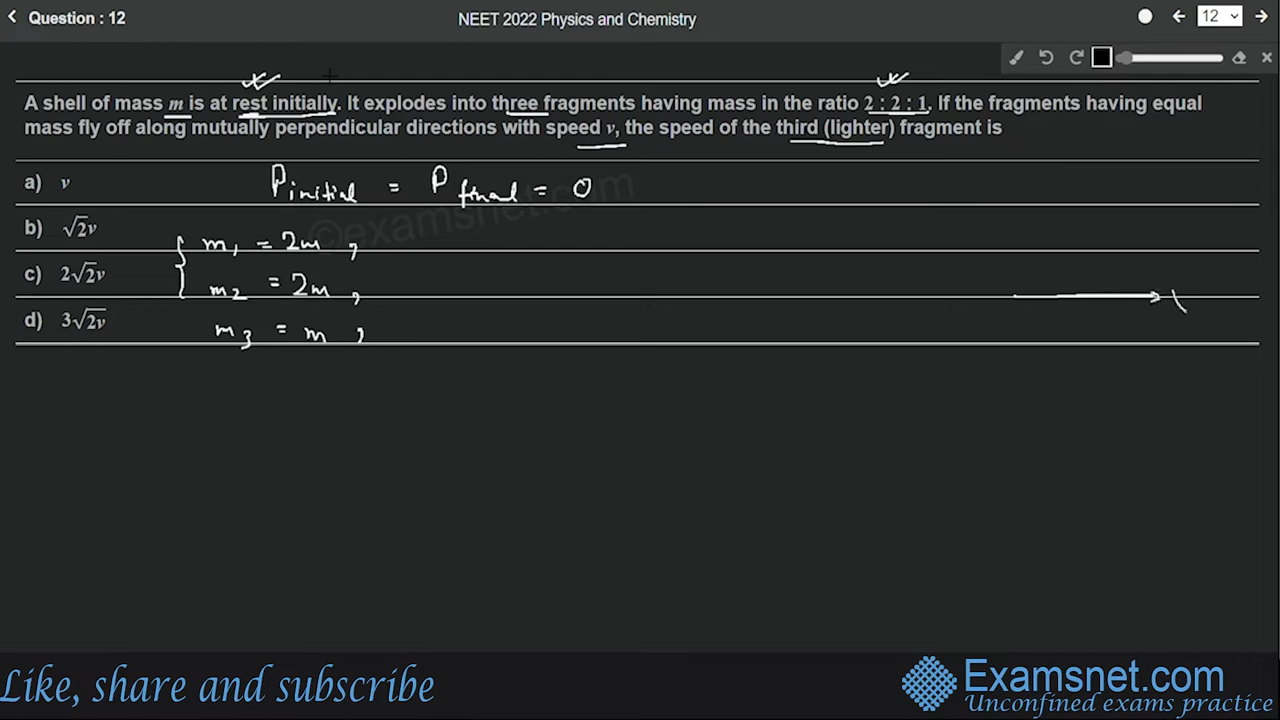 Question : 12
NEET 2022 Physics and Chemistry
12
A shell of mass m is at rest initially. It explodes into three fragments having mass in the ratio 2 : 2 : 1. If the fragments having equal
mass fly off along mutually perpendicular directions with speed v, the speed of the third (lighter) fragment is
a) v
P initial = P final = 0
©examsnet.com
b) √2v
m1 = 2m ,
c) 2√2v
m2 = 2m ,
d) 3√2v
m3 = m ,
Like, share and subscribe
Examsnet.com
Unconfined exams practice